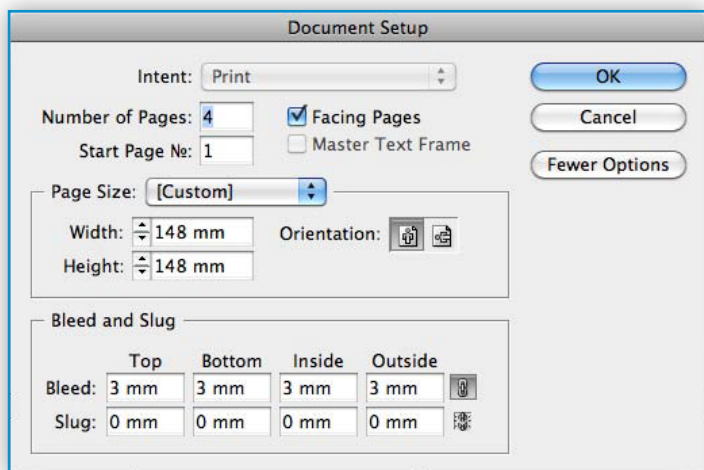 Document Setup
Intent: Print
OK
Number of Pages: 4
Facing Pages
Cancel
Start Page №: 1
Master Text Frame
Fewer Options
Page Size: [Custom]
Width: 148 mm
Orientation:
Height: 148 mm
Bleed and Slug
Top Bottom Inside Outside
Bleed: 3 mm 3 mm 3 mm 3 mm
Slug: 0 mm 0 mm 0 mm 0 mm